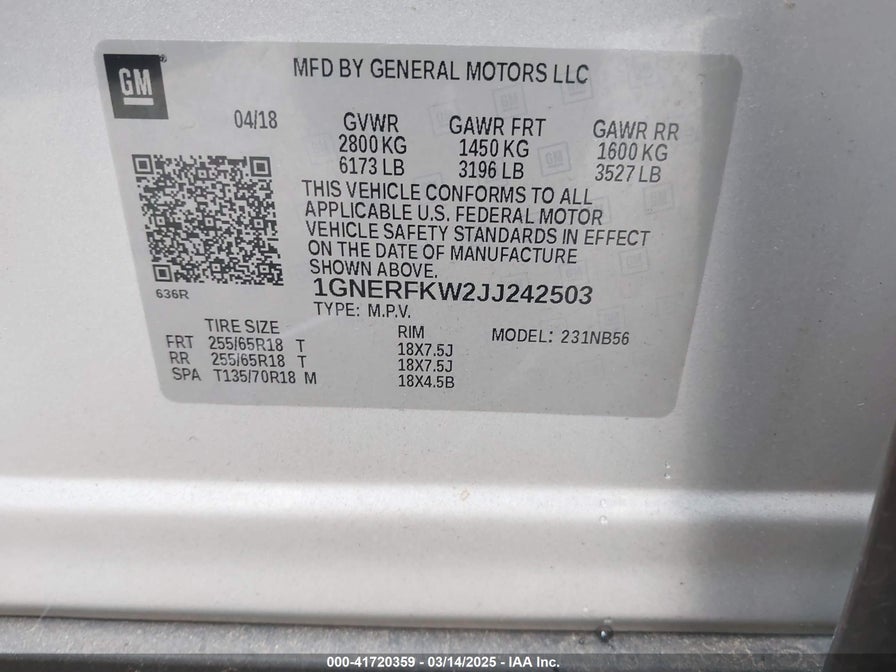 GM
MFD BY GENERAL MOTORS LLC
04/18
GVWR GAWR FRT GAWR RR
2800 KG 1450 KG 1600 KG
6173 LB 3196 LB 3527 LB
THIS VEHICLE CONFORMS TO ALL
APPLICABLE U.S. FEDERAL MOTOR
VEHICLE SAFETY STANDARDS IN EFFECT
ON THE DATE OF MANUFACTURE
SHOWN ABOVE.
636R
1GNERFKW2JJ242503
TYPE: M.P.V.
TIRE SIZE RIM MODEL: 231NB56
FRT 255/65R18 T 18X7.5J
RR 255/65R18 T 18X7.5J
SPA T135/70R18 M 18X4.5B
000-41720359 - 03/14/2025 - IAA Inc.